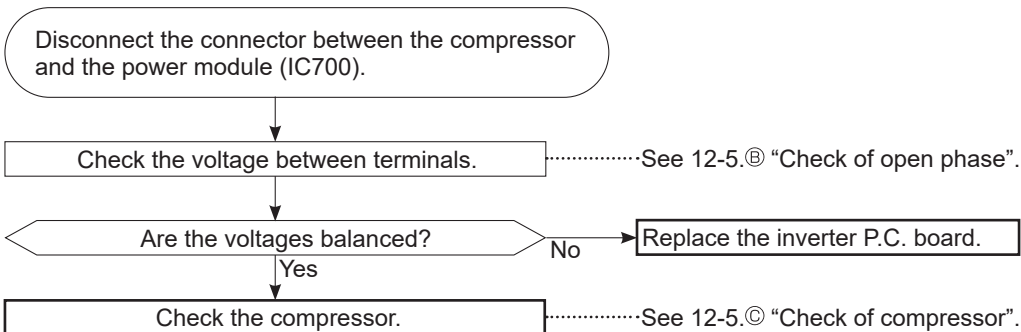 Disconnect the connector between the compressor
and the power module (IC700).
Check the voltage between terminals.
See 12-5.Ⓑ “Check of open phase”.
Are the voltages balanced?
No
Replace the inverter P.C. board.
Yes
Check the compressor.
See 12-5.Ⓒ “Check of compressor”.